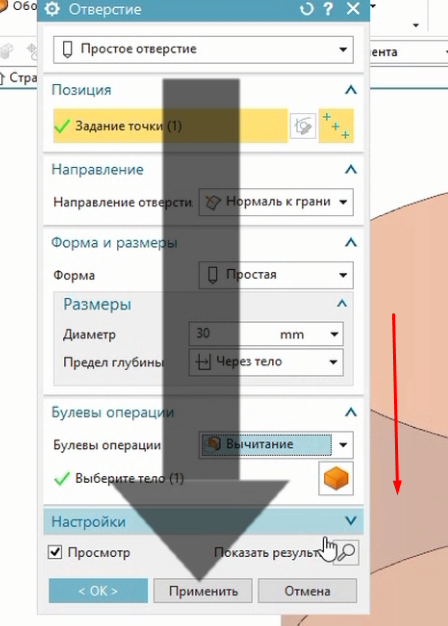 Обо
Отверстие
?
Простое отверстие
ента
Стра
Позиция
Задание точки (1)
Направление
Направление отверсти
Нормаль к грани
Форма и размеры
Форма
Простая
Размеры
Диаметр
30
mm
Предел глубины
Через тело
Булевы операции
Булевы операции
Вычитание
Выберите тело (1)
Настройки
Просмотр
Показать результ
< OK >
Применить
Отмена